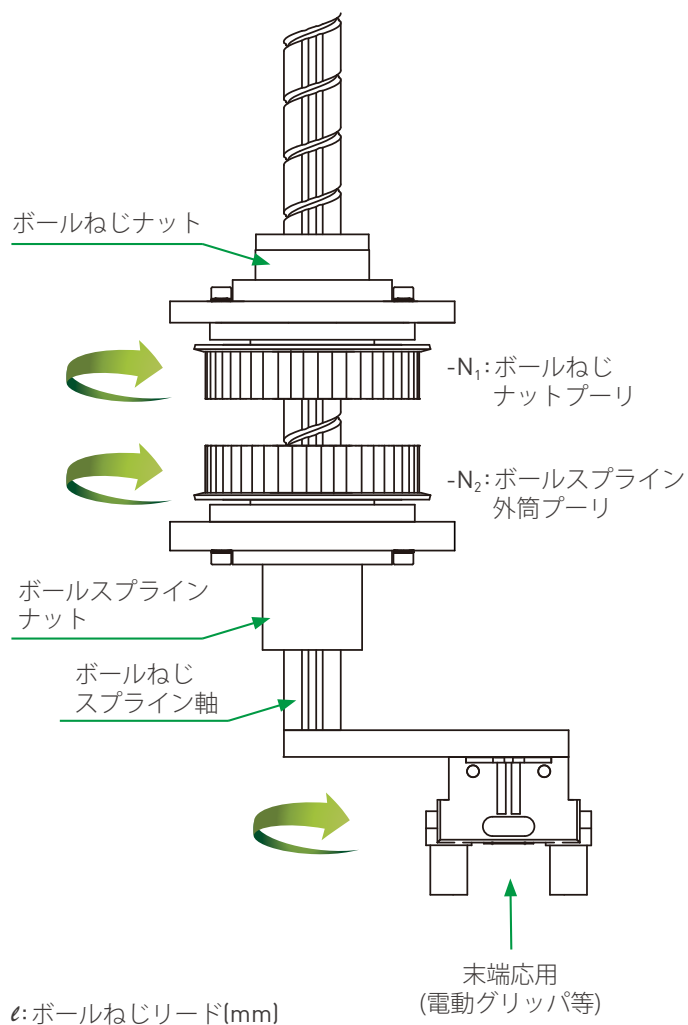 ボールねじナット
-N₁:ボールねじ
ナットプーリ
-N₂:ボールスプライン
外筒プーリ
ボールスプライン
ナット
ボールねじ
スプライン軸
末端応用
(電動グリッパ等)
ℓ:ボールねじリード(mm)